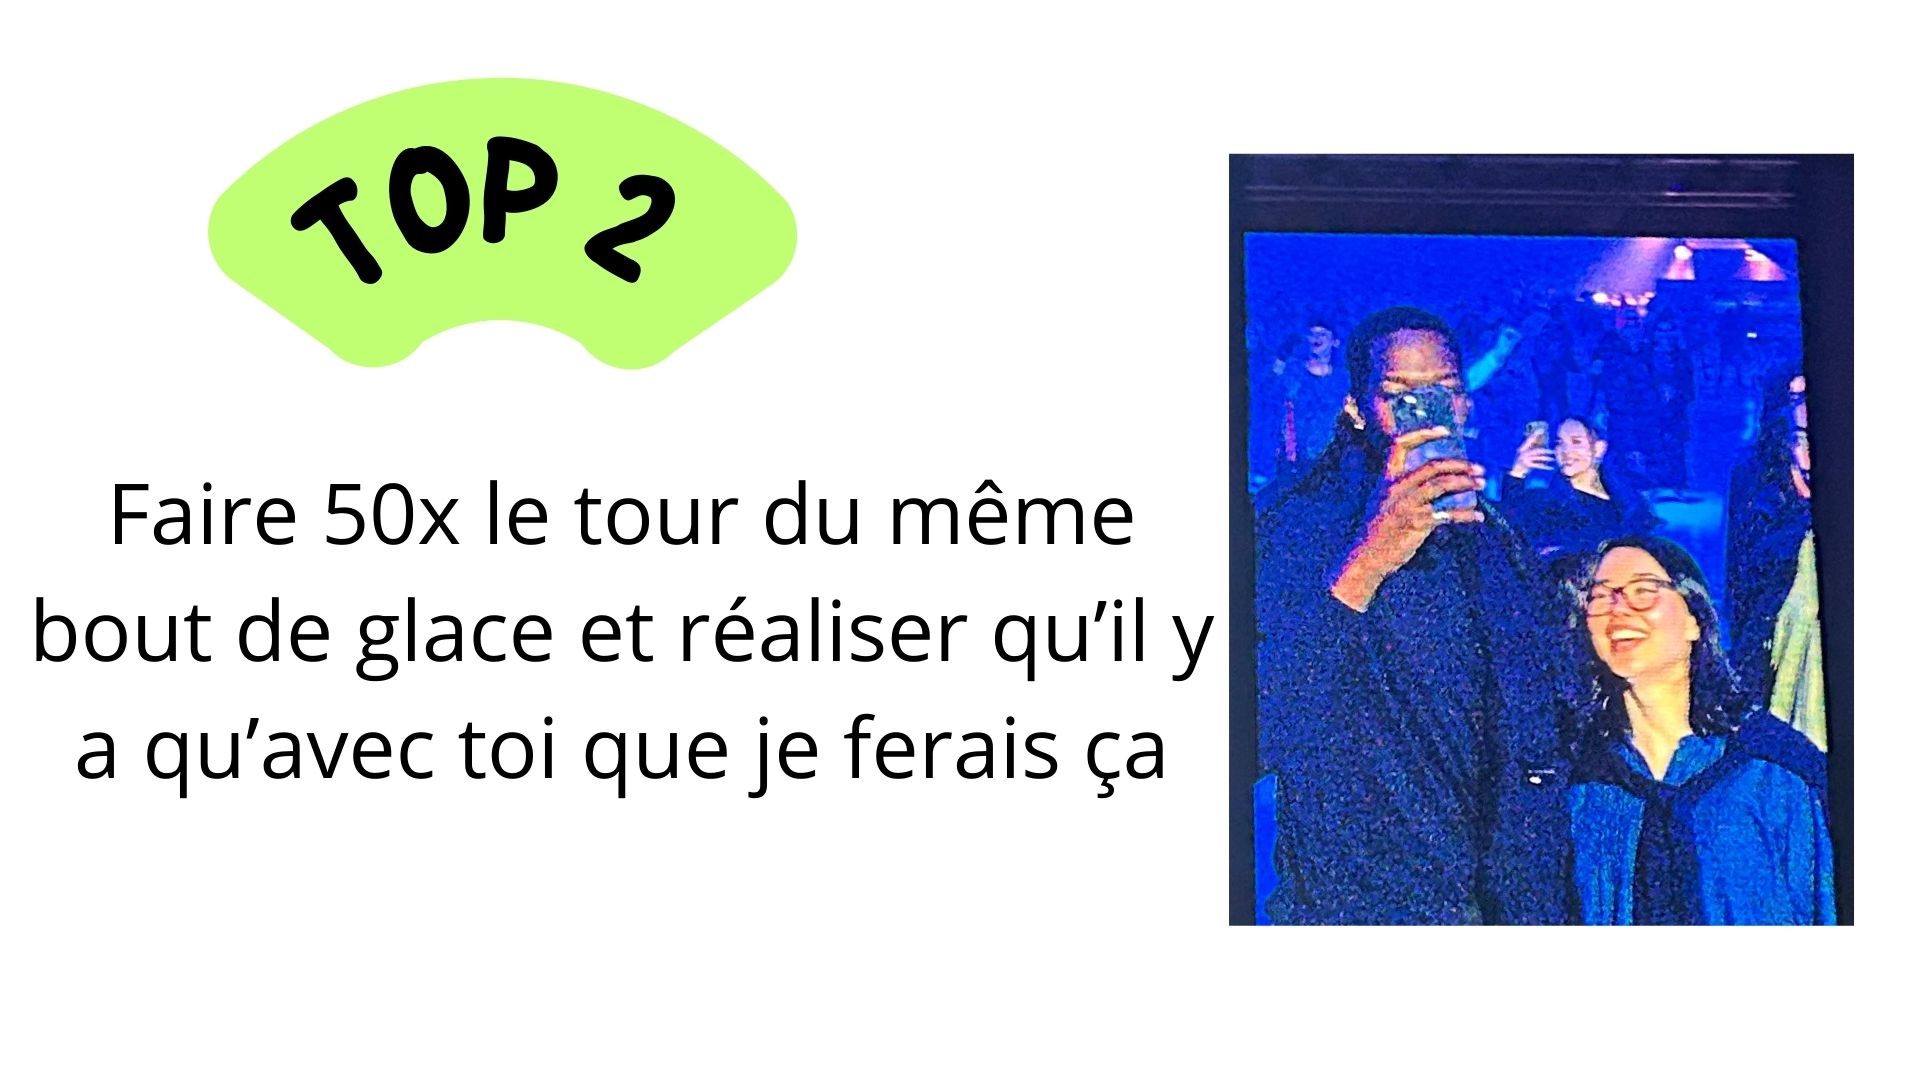 TOP 2
Faire 50x le tour du même
bout de glace et réaliser qu’il y
a qu’avec toi que je ferais ça